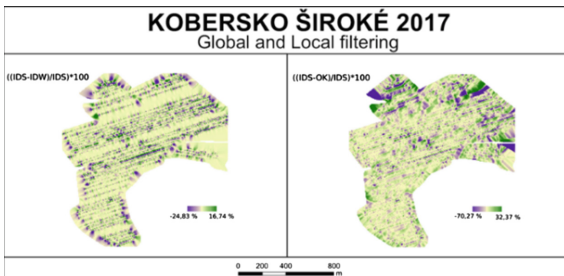 KOBERSKO ŠIROKÉ 2017
Global and Local filtering
((IDS-IDW)/IDS)*100
((IDS-OK)/IDS)*100
-24,83 % 16,74 %
-70,27 % 32,37 %
0 200 400 800
m